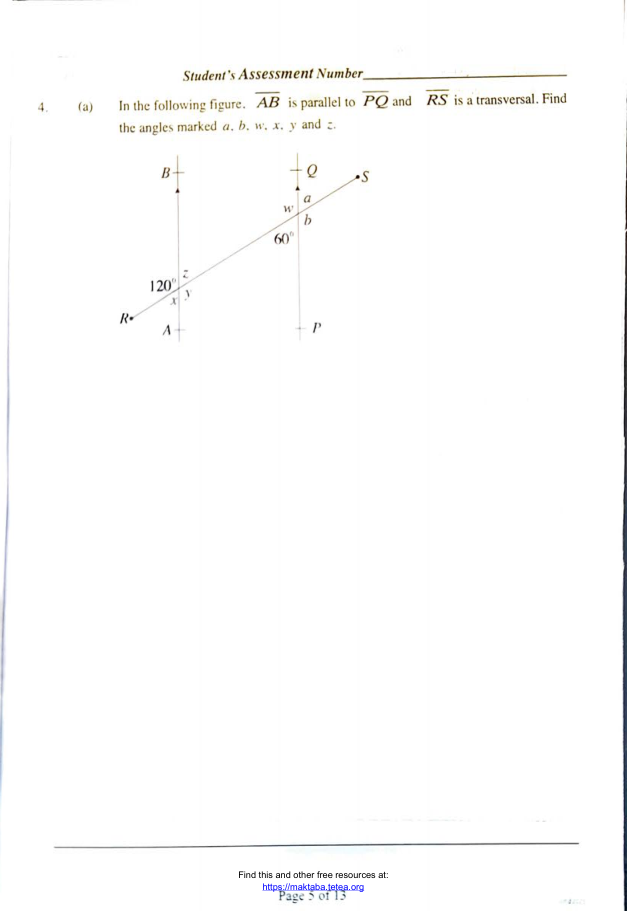 Student's Assessment Number
4. (a) In the following figure. AB is parallel to PQ and RS is a transversal. Find
the angles marked a, b, w, x, y and z.
B Q S
a
w
b
60°
z
120°
y
x
R
A P
Find this and other free resources at:
https://maktaba.tetea.org
Page 5 of 13